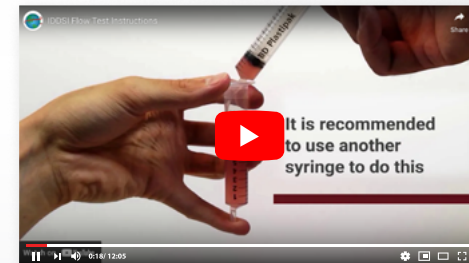 IDDSI Flow Test Instructions
Share
BD Plastipak
It is recommended
to use another
syringe to do this
0:18 / 12:05